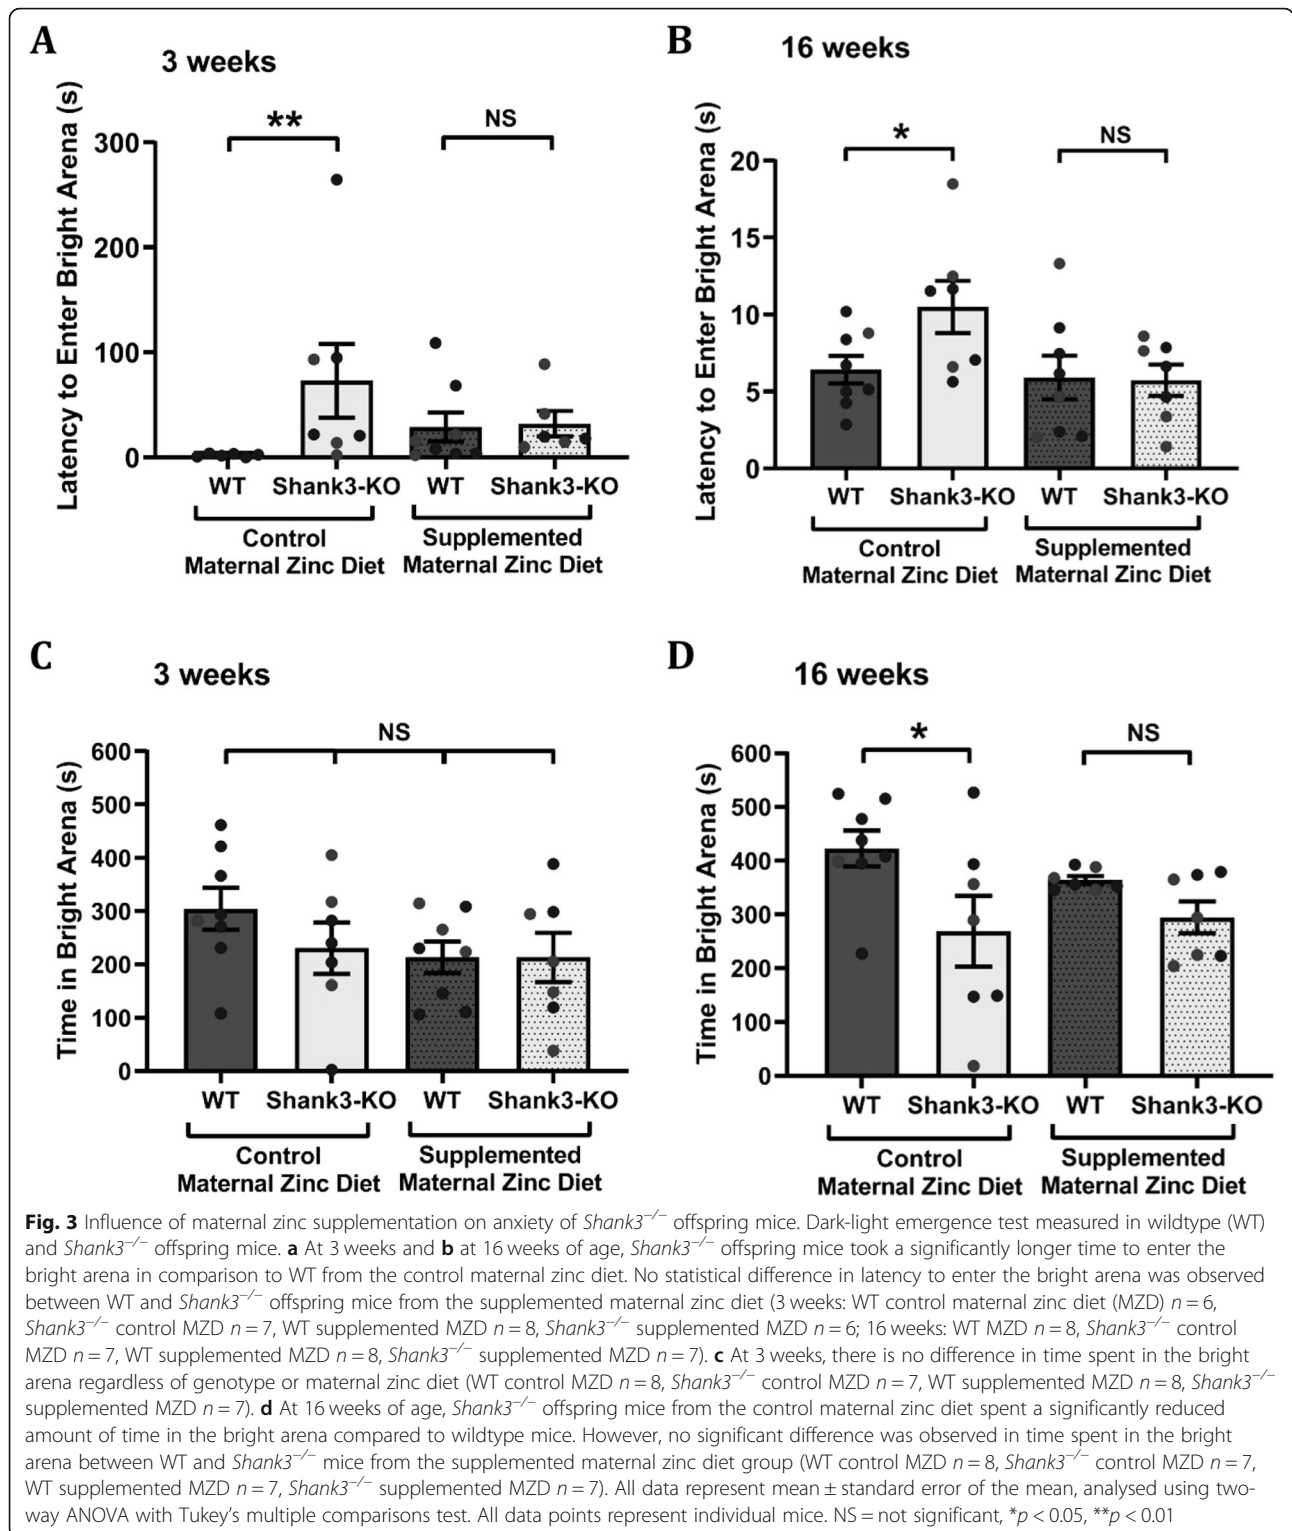 A
3 weeks
Latency to Enter Bright Arena (s)
**
NS
300
200
100
0
WT Shank3-KO WT Shank3-KO
Control Supplemented
Maternal Zinc Diet Maternal Zinc Diet
B
16 weeks
Latency to Enter Bright Arena (s)
*
NS
20
15
10
5
0
WT Shank3-KO WT Shank3-KO
Control Supplemented
Maternal Zinc Diet Maternal Zinc Diet
C
3 weeks
Time in Bright Arena (s)
NS
600
500
400
300
200
100
0
WT Shank3-KO WT Shank3-KO
Control Supplemented
Maternal Zinc Diet Maternal Zinc Diet
D
16 weeks
Time in Bright Arena (s)
*
NS
600
500
400
300
200
100
0
WT Shank3-KO WT Shank3-KO
Control Supplemented
Maternal Zinc Diet Maternal Zinc Diet
Fig. 3 Influence of maternal zinc supplementation on anxiety of Shank3−/− offspring mice. Dark-light emergence test measured in wildtype (WT)
and Shank3−/− offspring mice. a At 3 weeks and b at 16 weeks of age, Shank3−/− offspring mice took a significantly longer time to enter the
bright arena in comparison to WT from the control maternal zinc diet. No statistical difference in latency to enter the bright arena was observed
between WT and Shank3−/− offspring mice from the supplemented maternal zinc diet (3 weeks: WT control maternal zinc diet (MZD) n = 6,
Shank3−/− control MZD n = 7, WT supplemented MZD n = 8, Shank3−/− supplemented MZD n = 6; 16 weeks: WT MZD n = 8, Shank3−/− control
MZD n = 7, WT supplemented MZD n = 8, Shank3−/− supplemented MZD n = 7). c At 3 weeks, there is no difference in time spent in the bright
arena regardless of genotype or maternal zinc diet (WT control MZD n = 8, Shank3−/− control MZD n = 7, WT supplemented MZD n = 8, Shank3−/−
supplemented MZD n = 7). d At 16 weeks of age, Shank3−/− offspring mice from the control maternal zinc diet spent a significantly reduced
amount of time in the bright arena compared to wildtype mice. However, no significant difference was observed in time spent in the bright
arena between WT and Shank3−/− mice from the supplemented maternal zinc diet group (WT control MZD n = 8, Shank3−/− control MZD n = 7,
WT supplemented MZD n = 7, Shank3−/− supplemented MZD n = 7). All data represent mean ± standard error of the mean, analysed using two-
way ANOVA with Tukey's multiple comparisons test. All data points represent individual mice. NS = not significant, *p < 0.05, **p < 0.01